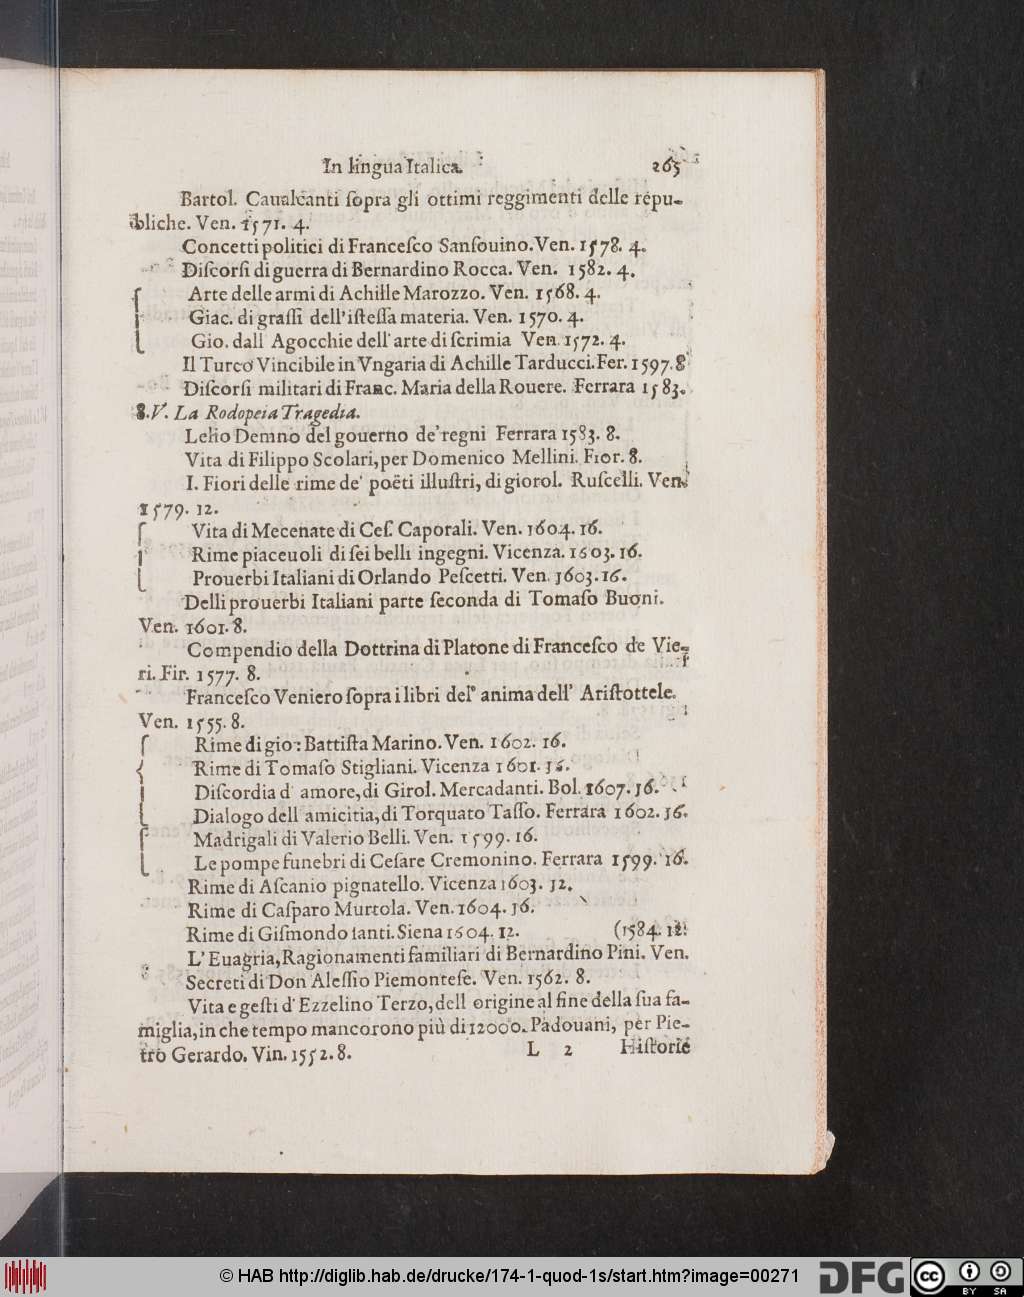 In lingua Italica. 265
Bartol. Caualcanti ſopra gli ottimi reggimenti delle repu-
bliche. Ven. 1571. 4.
Concetti politici di Franceſco Sanſouino. Ven. 1578. 4.
Diſcorſi di guerra di Bernardino Rocca. Ven. 1582. 4.
Arte delle armi di Achille Marozzo. Ven. 1568. 4.
Giac. di graſſi dell'iſteſſa materia. Ven. 1570. 4.
Gio. dall Agocchie dell'arte di ſcrimia Ven. 1572. 4.
Il Turco Vincibile in Vngaria di Achille Tarducci. Fer. 1597. 8
Diſcorſi militari di Franc. Maria della Rouere. Ferrara 1583.
8. V. La Rodopeia Tragedia.
Lelio Demno del gouerno de'regni Ferrara 1583. 8.
Vita di Filippo Scolari, per Domenico Mellini. Fior. 8.
I. Fiori delle rime de' poëti illuſtri, di giorol. Ruſcelli. Ven.
1579. 12.
Vita di Mecenate di Ceſ. Caporali. Ven. 1604. 16.
Rime piaceuoli di ſei belli ingegni. Vicenza. 1603. 16.
Prouerbi Italiani di Orlando Peſcetti. Ven. 1603. 16.
Delli prouerbi Italiani parte ſeconda di Tomaſo Buoni.
Ven. 1601. 8.
Compendio della Dottrina di Platone di Franceſco de Vie-
ri. Fir. 1577. 8.
Franceſco Veniero ſopra i libri del' anima dell' Ariſtottele.
Ven. 1555. 8.
Rime di gio: Battiſta Marino. Ven. 1602. 16.
Rime di Tomaſo Stigliani. Vicenza 1601. 16.
Diſcordia d' amore, di Girol. Mercadanti. Bol. 1607. 16.
Dialogo dell amicitia, di Torquato Taſſo. Ferrara 1602. 16.
Madrigali di Valerio Belli. Ven. 1599. 16.
Le pompe funebri di Ceſare Cremonino. Ferrara 1599. 16.
Rime di Aſcanio pignatello. Vicenza 1603. 12.
Rime di Caſparo Murtola. Ven. 1604. 16.
Rime di Giſmondo ſanti. Siena 1604. 12. (1584. 12.
L'Euagria, Ragionamenti familiari di Bernardino Pini. Ven.
Secreti di Don Aleſſio Piemonteſe. Ven. 1562. 8.
Vita e geſti d' Ezzelino Terzo, dell origine al fine della ſua fa-
miglia, in che tempo mancorono più di 12000. Padouani, per Pie-
tro Gerardo. Vin. 1552. 8. L 2 Hiſtorie
© HAB http://diglib.hab.de/drucke/174-1-quod-1s/start.htm?image=00271
DFG
cc BY SA